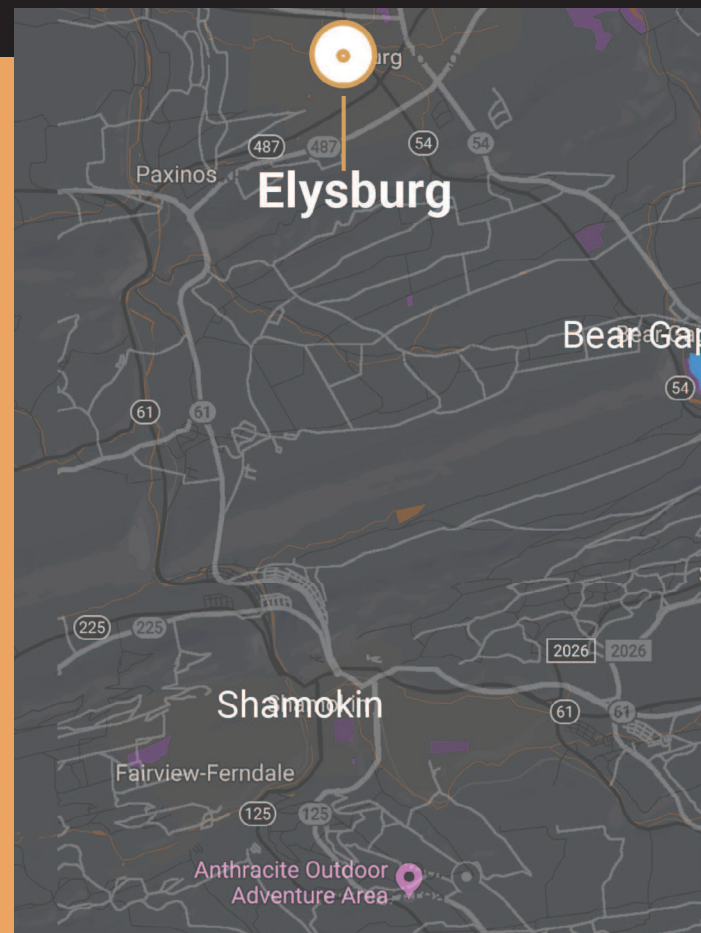 urg
487 487 54 54
Paxinos
Elysburg
Bear Gap
54
61 61
225 225
2026 2026
Shamokin
61 61
Fairview-Ferndale
125 125
Anthracite Outdoor
Adventure Area